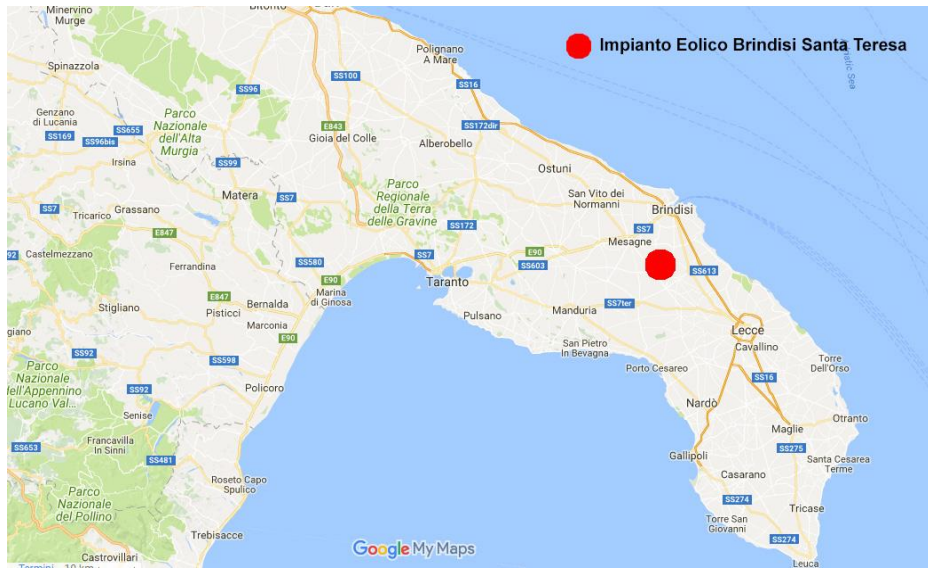 Minervino
Murge
Bitonto
Impianto Eolico Brindisi Santa Teresa
Polignano
A Mare
Adriatic Sea
Spinazzola
SS100
SS16
SS96
Genzano
di Lucania
Parco
Nazionale
dell'Alta
Murgia
SS172dir
E843
SS655
SS169
SS96bis
Gioia del Colle
Alberobello
Irsina
SS99
Ostuni
Matera
SS7
Parco
Regionale
della Terra
delle Gravine
San Vito dei
Normanni
Brindisi
SS7
Tricarico
Grassano
SS172
SS7
E847
Mesagne
92
Castelmezzano
SS7
E90
SS603
SS613
Ferrandina
SS580
E90
Taranto
Marina
di Ginosa
E847
Pisticci
Bernalda
Stigliano
Marconia
SS7ter
Manduria
Pulsano
Lecce
Cavallino
giano
E90
San Pietro
In Bevagna
SS92
SS598
Torre
Dell'Orso
Porto Cesareo
Parco
Nazionale
dell'Appennino
Lucano Val...
SS16
Policoro
SS92
Nardò
Senise
Otranto
Maglie
SS653
Francavilla
In Sinni
SS275
Gallipoli
SS481
Santa Cesarea
Terme
Casarano
Roseto Capo
Spulico
Parco
Nazionale
del Pollino
SS274
Tricase
Torre San
Giovanni
Trebisacce
SS274
Google My Maps
Castrovillari
Leuca